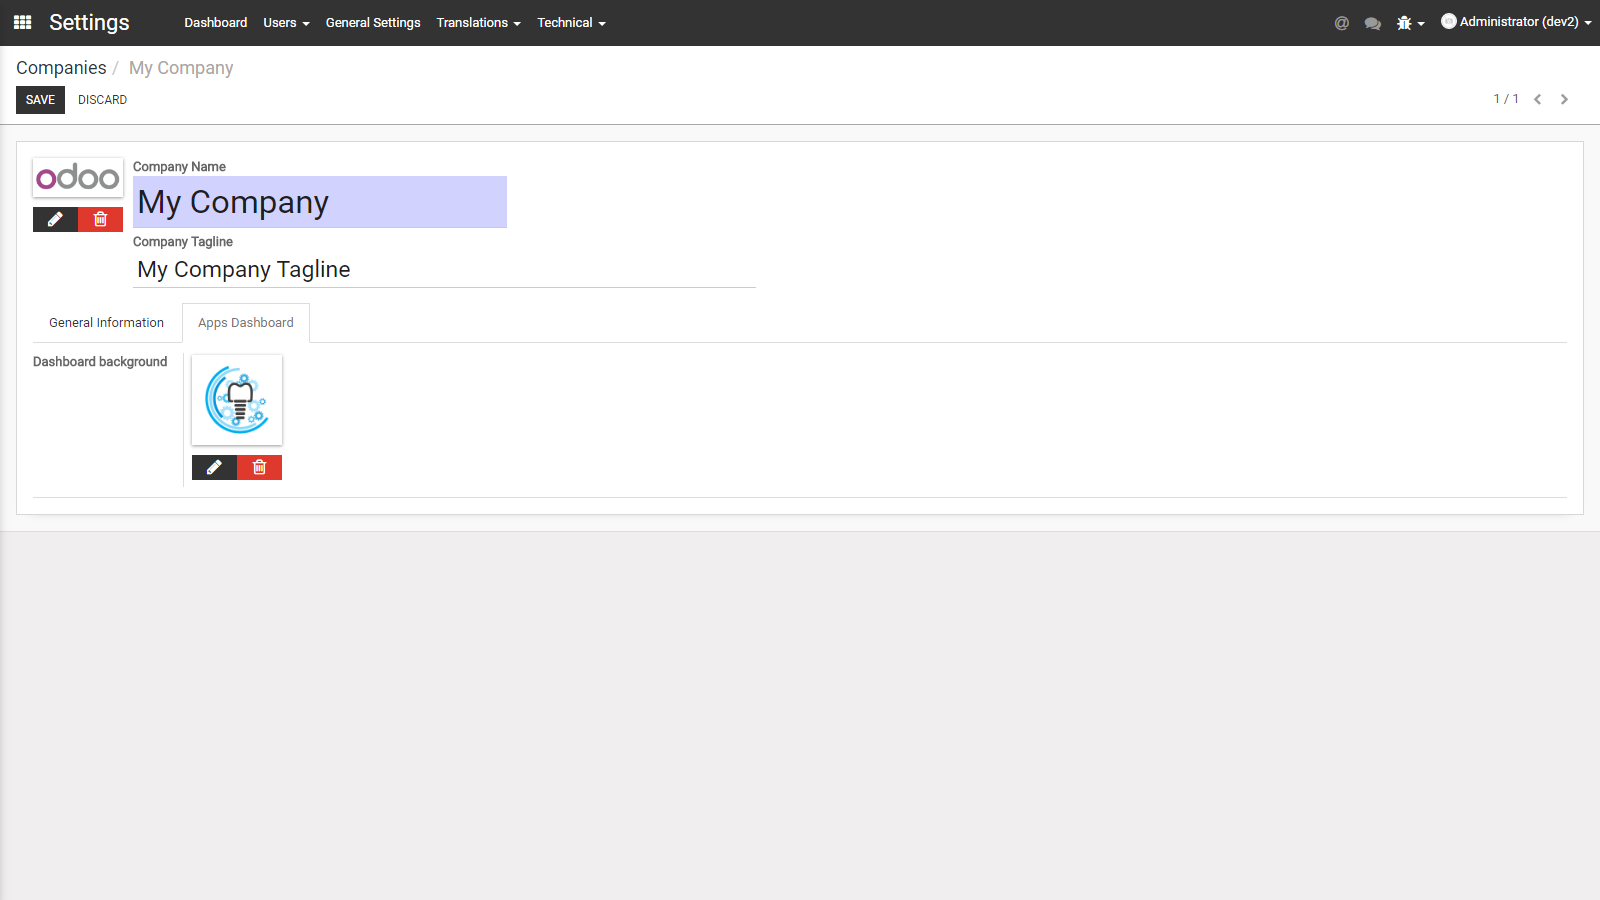 Settings Dashboard Users General Settings Translations Technical Administrator (dev2)
Companies / My Company
SAVE DISCARD 1 / 1
odoo
Company Name
My Company
Company Tagline
My Company Tagline
General Information Apps Dashboard
Dashboard background